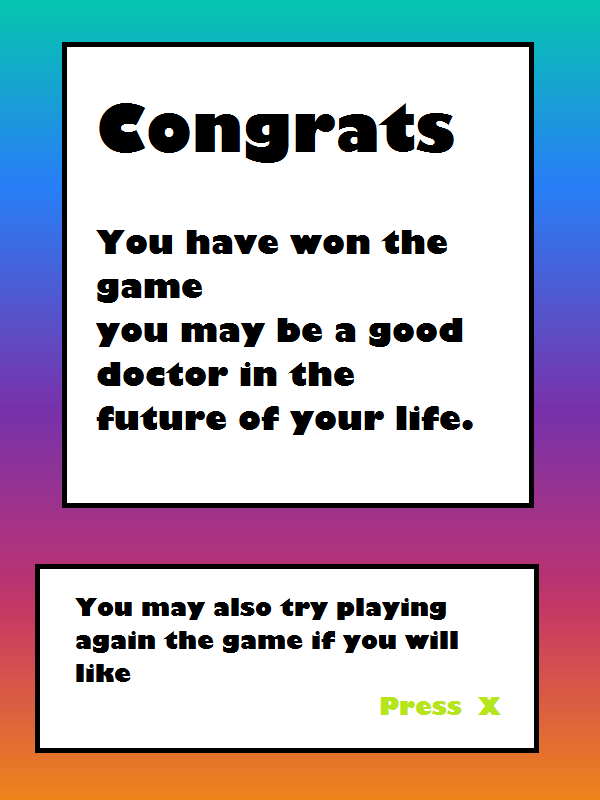 Congrats
You have won the
game
you may be a good
doctor in the
future of your life.
You may also try playing
again the game if you will
like
Press X